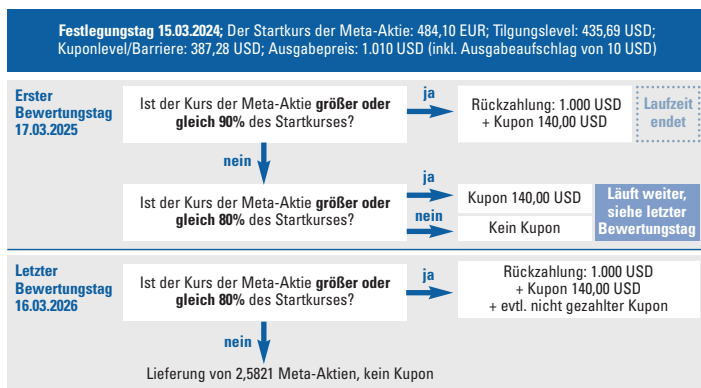 Festlegungstag 15.03.2024; Der Startkurs der Meta-Aktie: 484,10 EUR; Tilgungslevel: 435,69 USD;
Kuponlevel/Barriere: 387,28 USD; Ausgabepreis: 1.010 USD (inkl. Ausgabeaufschlag von 10 USD)
Erster
Bewertungstag
17.03.2025
Ist der Kurs der Meta-Aktie größer oder
gleich 90% des Startkurses?
ja
Rückzahlung: 1.000 USD
+ Kupon 140,00 USD
Laufzeit
endet
nein
Ist der Kurs der Meta-Aktie größer oder
gleich 80% des Startkurses?
ja
Kupon 140,00 USD
nein
Kein Kupon
Läuft weiter,
siehe letzter
Bewertungstag
Letzter
Bewertungstag
16.03.2026
Ist der Kurs der Meta-Aktie größer oder
gleich 80% des Startkurses?
ja
Rückzahlung: 1.000 USD
+ Kupon 140,00 USD
+ evtl. nicht gezahlter Kupon
nein
Lieferung von 2,5821 Meta-Aktien, kein Kupon